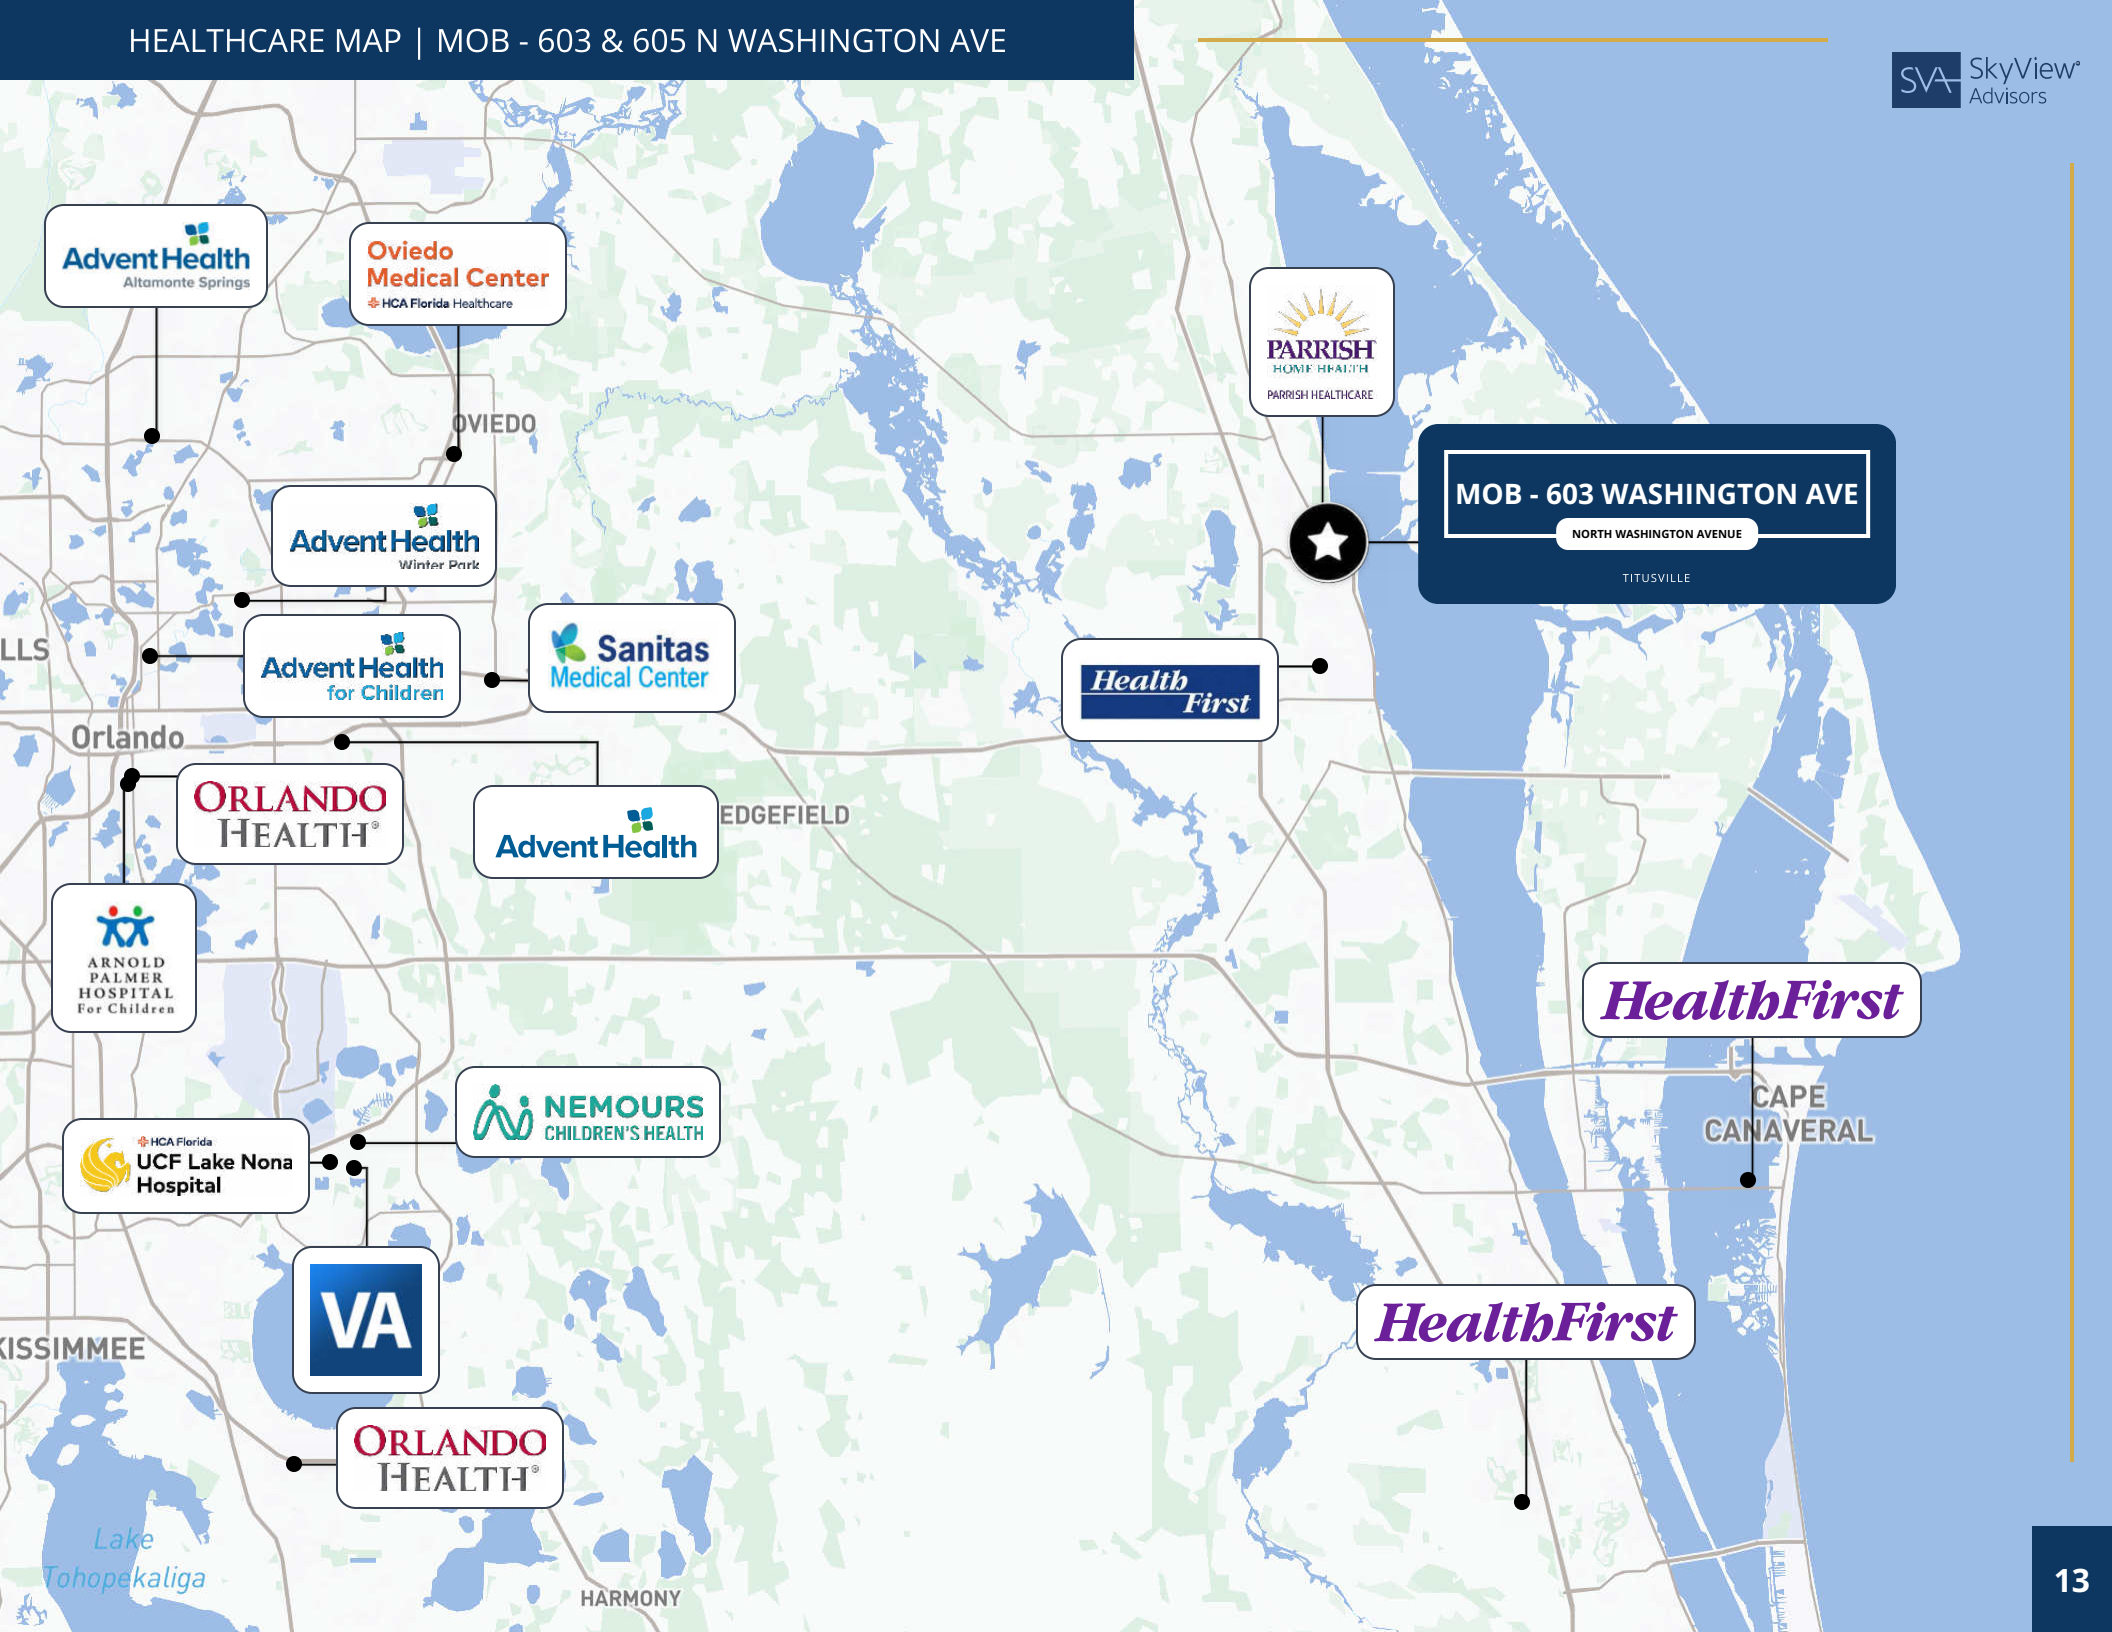 HEALTHCARE MAP | MOB - 603 & 605 N WASHINGTON AVE
SVA
SkyView
Advisors
AdventHealth
Altamonte Springs
Oviedo
Medical Center
HCA Florida Healthcare
PARRISH
HOME HEALTH
PARRISH HEALTHCARE
OVIEDO
MOB - 603 WASHINGTON AVE
NORTH WASHINGTON AVENUE
TITUSVILLE
AdventHealth
Winter Park
AdventHealth
for Children
Sanitas
Medical Center
LLS
Health
First
Orlando
ORLANDO
HEALTH®
AdventHealth
EDGEFIELD
ARNOLD
PALMER
HOSPITAL
For Children
HealthFirst
CAPE
CANAVERAL
NEMOURS
CHILDREN'S HEALTH
HCA Florida
UCF Lake Nona
Hospital
VA
HealthFirst
KISSIMMEE
ORLANDO
HEALTH®
Lake
Tohopekaliga
HARMONY
13